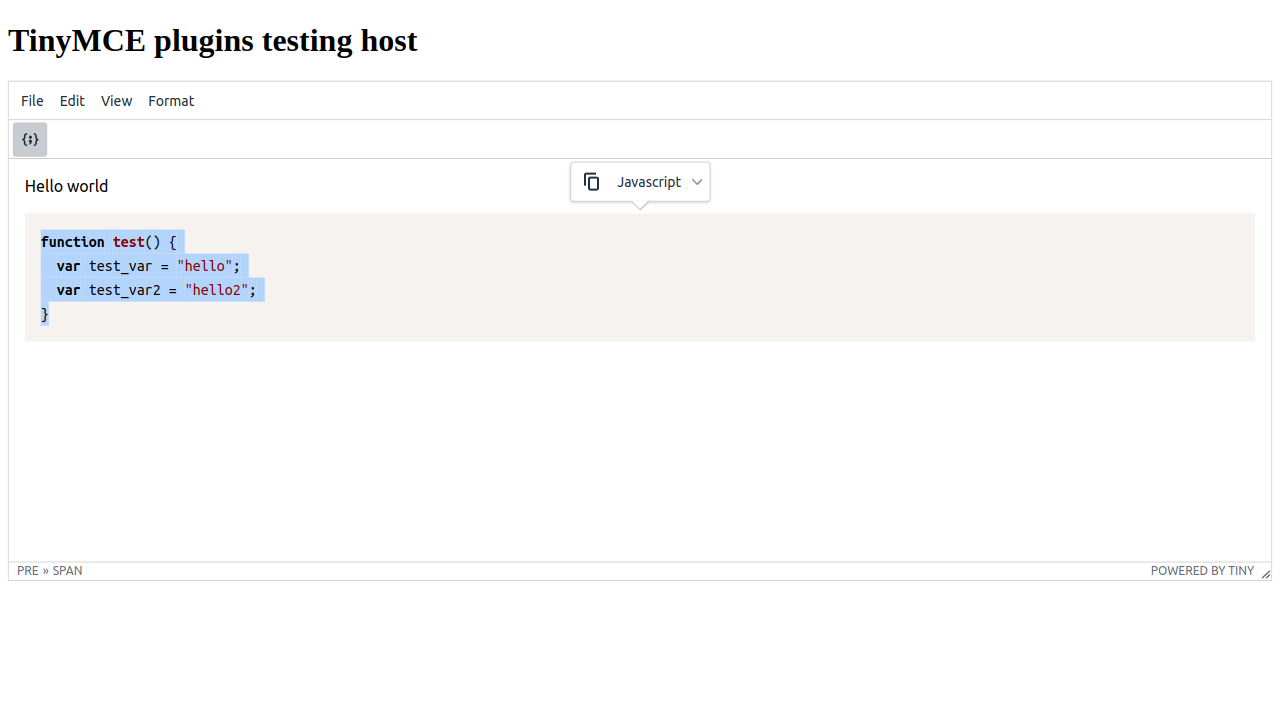 TinyMCE plugins testing host
File Edit View Format
{;}
Hello world
Javascript
function test() {
  var test_var = "hello";
  var test_var2 = "hello2";
}
PRE » SPAN
POWERED BY TINY